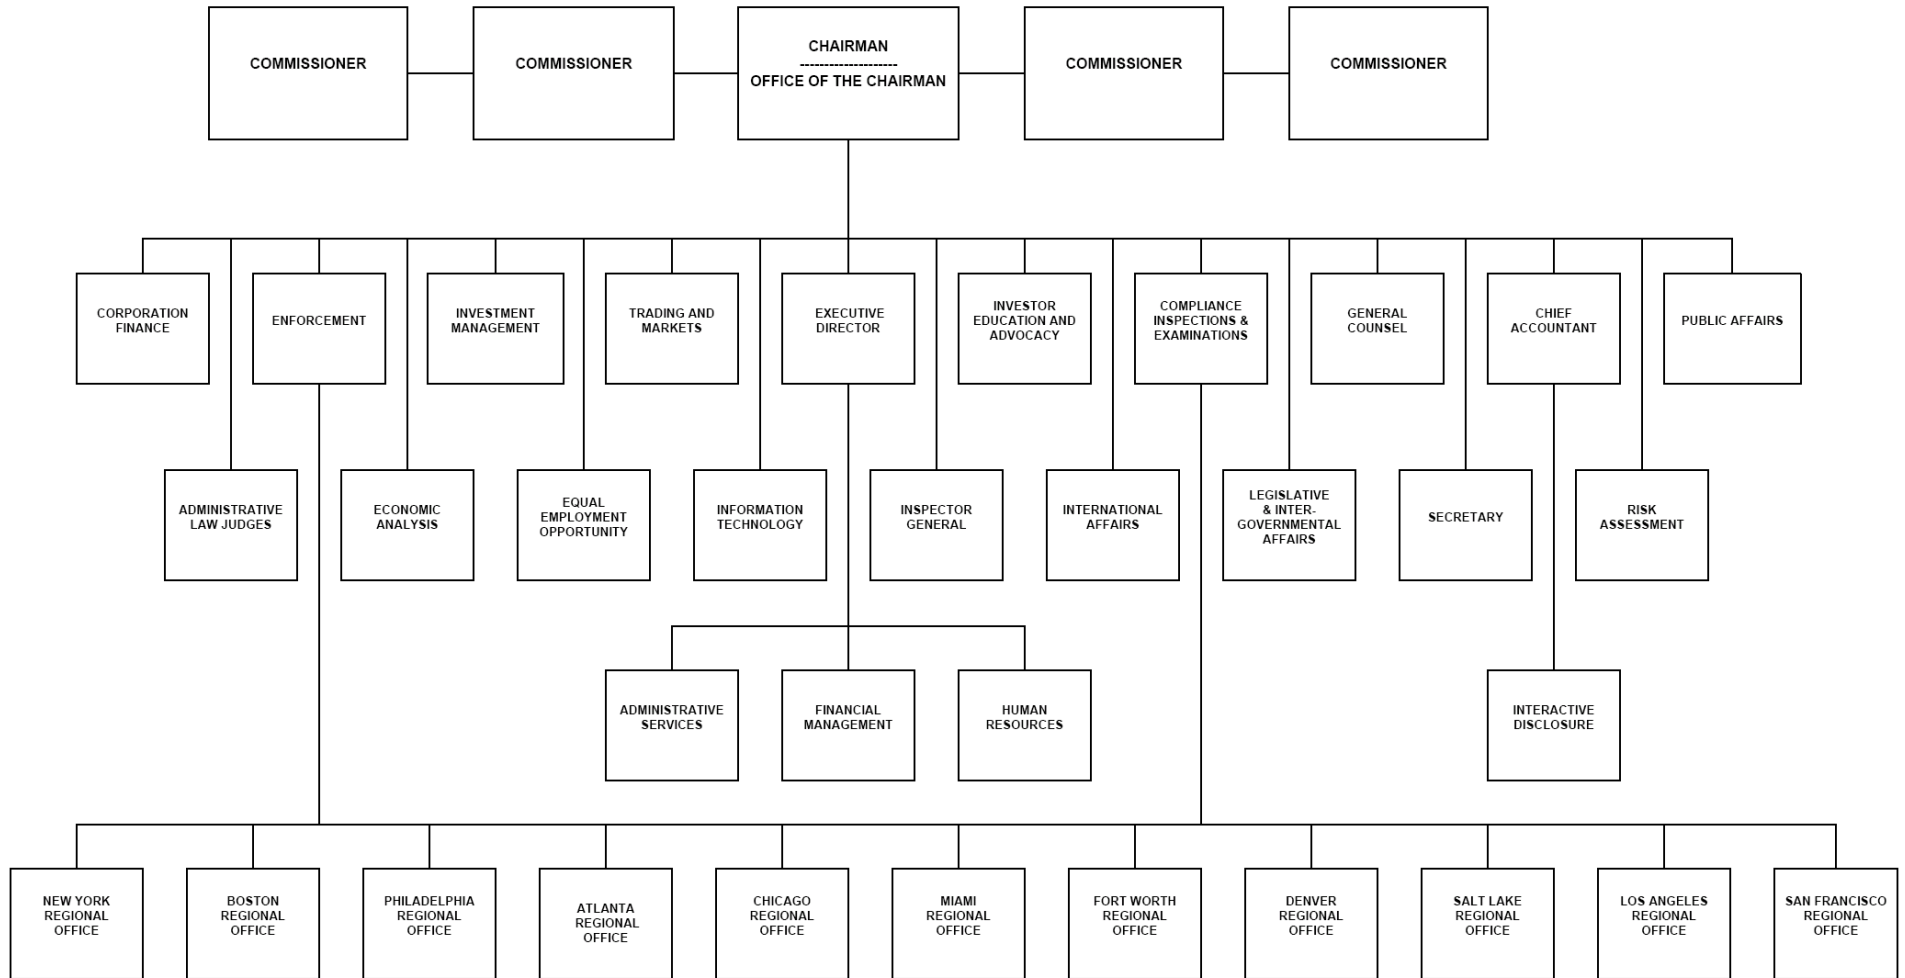 COMMISSIONER
COMMISSIONER
CHAIRMAN
--------------------
OFFICE OF THE CHAIRMAN
COMMISSIONER
COMMISSIONER
CORPORATION
FINANCE
ENFORCEMENT
INVESTMENT
MANAGEMENT
TRADING AND
MARKETS
EXECUTIVE
DIRECTOR
INVESTOR
EDUCATION AND
ADVOCACY
COMPLIANCE
INSPECTIONS &
EXAMINATIONS
GENERAL
COUNSEL
CHIEF
ACCOUNTANT
PUBLIC AFFAIRS
ADMINISTRATIVE
LAW JUDGES
ECONOMIC
ANALYSIS
EQUAL
EMPLOYMENT
OPPORTUNITY
INFORMATION
TECHNOLOGY
INSPECTOR
GENERAL
INTERNATIONAL
AFFAIRS
LEGISLATIVE
& INTER-
GOVERNMENTAL
AFFAIRS
SECRETARY
RISK
ASSESSMENT
ADMINISTRATIVE
SERVICES
FINANCIAL
MANAGEMENT
HUMAN
RESOURCES
INTERACTIVE
DISCLOSURE
NEW YORK
REGIONAL
OFFICE
BOSTON
REGIONAL
OFFICE
PHILADELPHIA
REGIONAL
OFFICE
ATLANTA
REGIONAL
OFFICE
CHICAGO
REGIONAL
OFFICE
MIAMI
REGIONAL
OFFICE
FORT WORTH
REGIONAL
OFFICE
DENVER
REGIONAL
OFFICE
SALT LAKE
REGIONAL
OFFICE
LOS ANGELES
REGIONAL
OFFICE
SAN FRANCISCO
REGIONAL
OFFICE